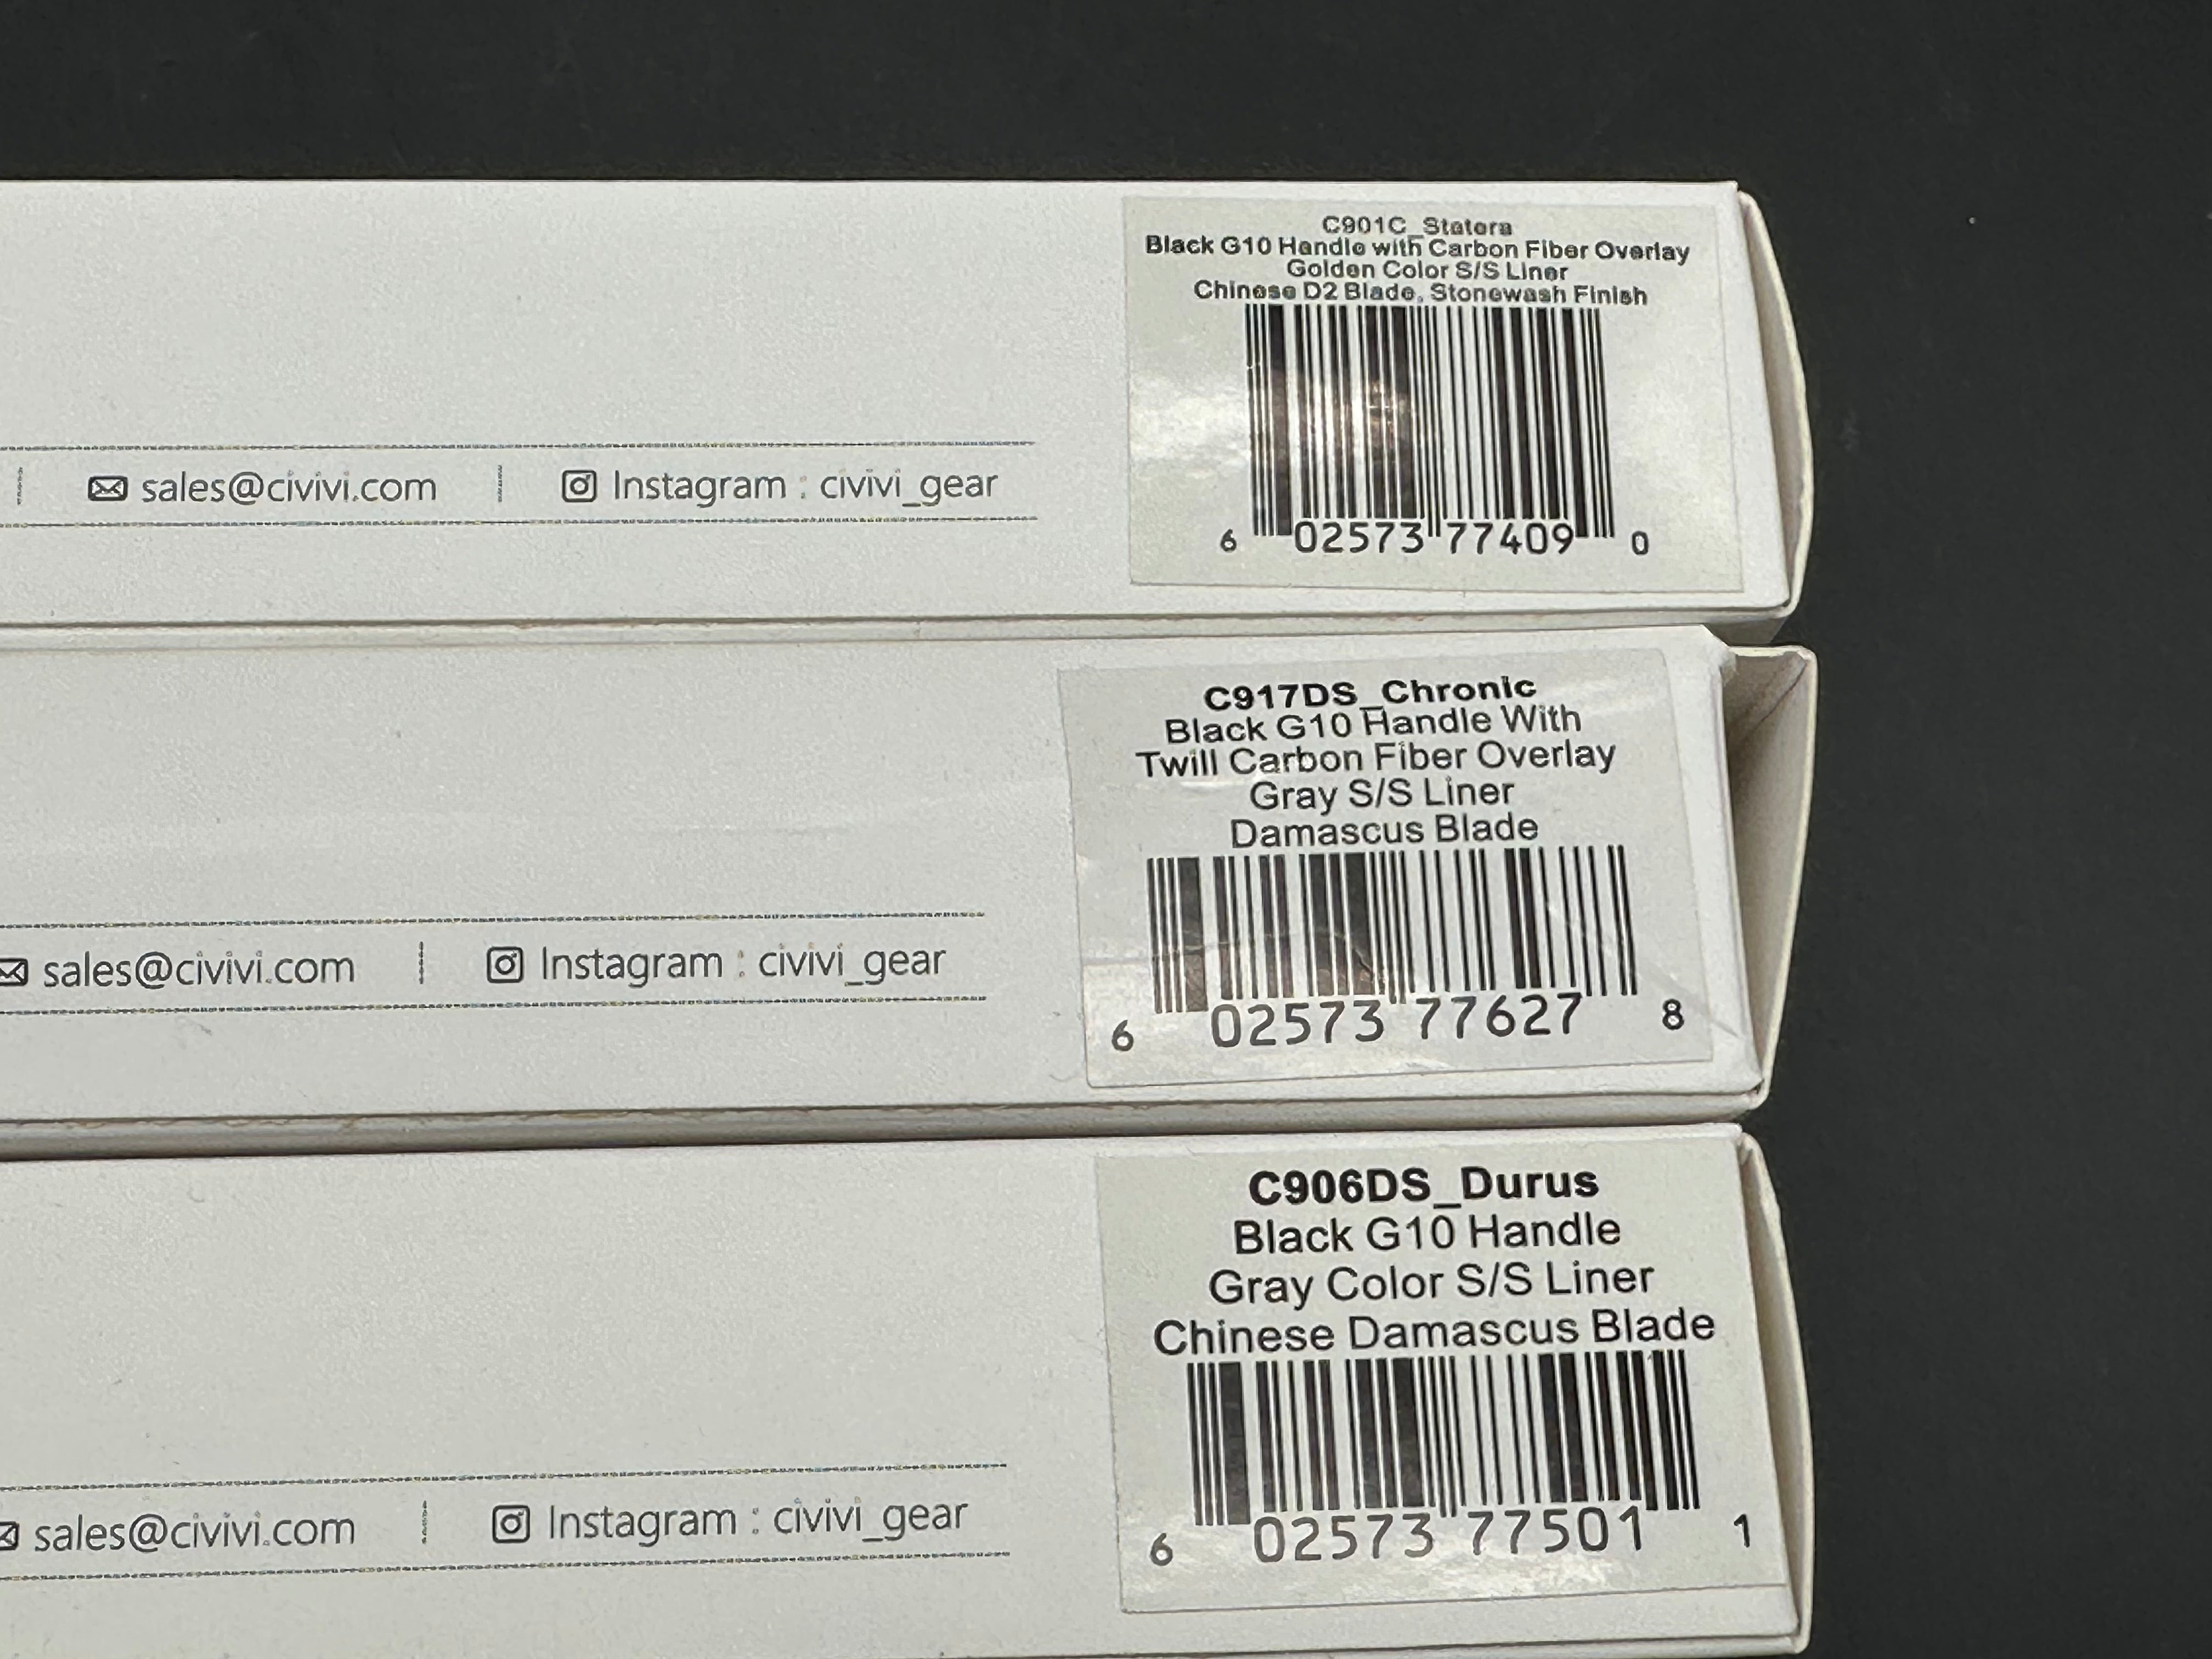 C901C_Statera
Black G10 Handle with Carbon Fiber Overlay
Golden Color S/S Liner
Chinese D2 Blade, Stonewash Finish
6 02573 77409 0
sales@civivi.com
Instagram : civivi_gear
C917DS_Chronic
Black G10 Handle With
Twill Carbon Fiber Overlay
Gray S/S Liner
Damascus Blade
6 02573 77627 8
sales@civivi.com
Instagram : civivi_gear
C906DS_Durus
Black G10 Handle
Gray Color S/S Liner
Chinese Damascus Blade
6 02573 77501 1
sales@civivi.com
Instagram : civivi_gear